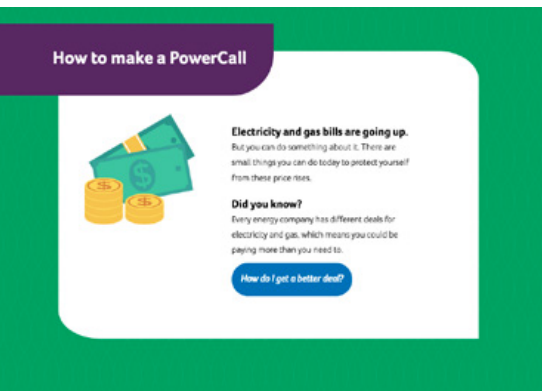 How to make a PowerCall
Electricity and gas bills are going up.
But you can do something about it. There are
small things you can do today to protect yourself
from these price rises.
Did you know?
Every energy company has different deals for
electricity and gas, which means you could be
paying more than you need to.
How do I get a better deal?